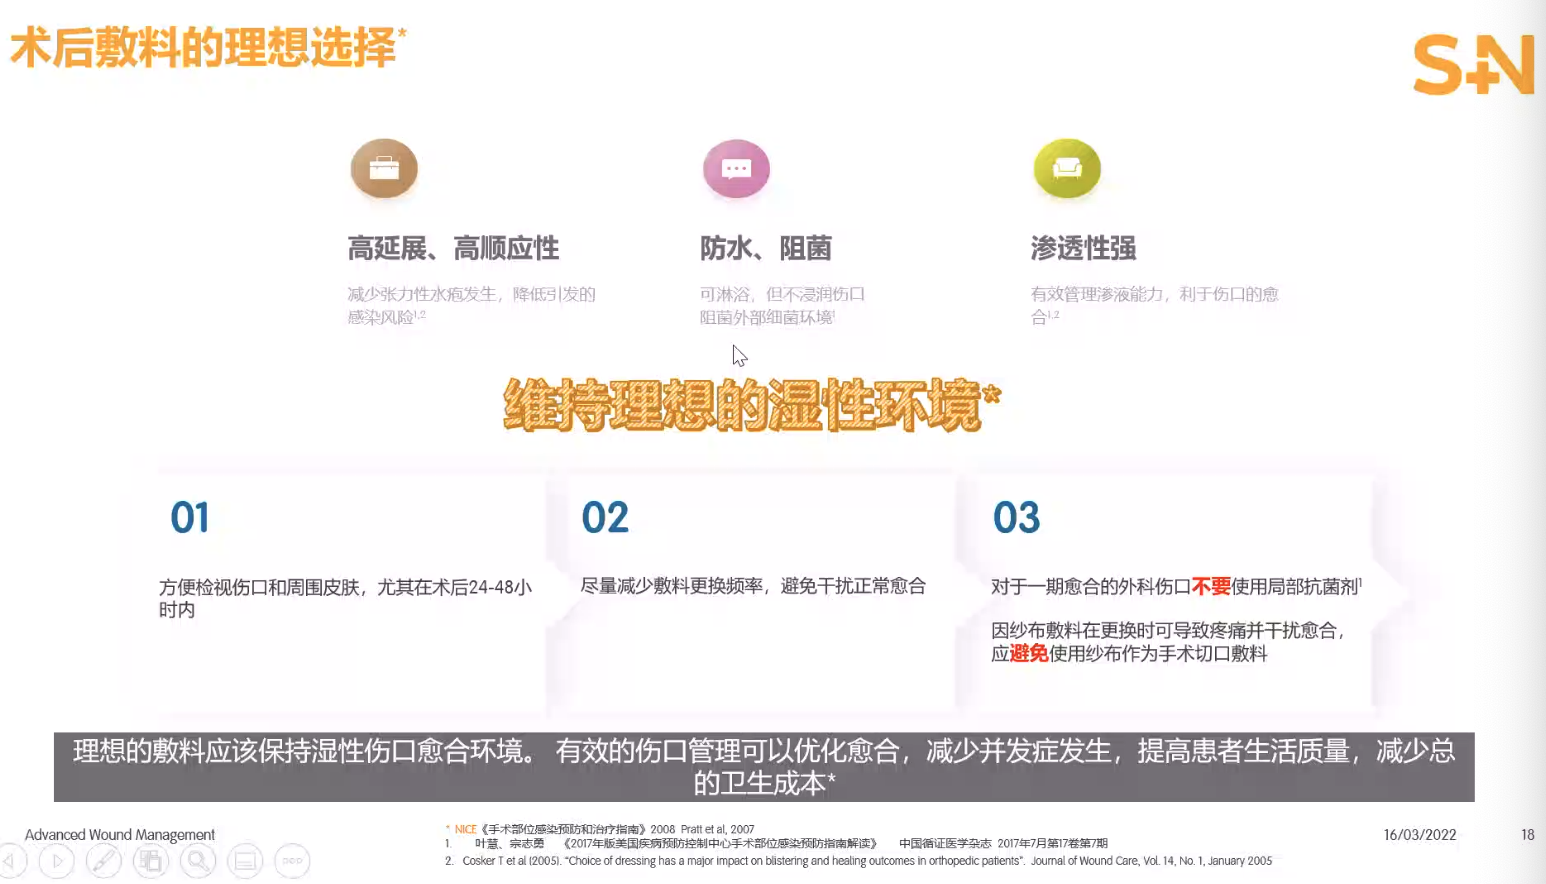 术后敷料的理想选择*
S+N
高延展、高顺应性
减少张力性水疱发生，降低引发的
感染风险1,2
防水、阻菌
可淋浴，但不浸润伤口
阻菌外部细菌环境1
渗透性强
有效管理渗液能力，利于伤口的愈
合1,2
维持理想的湿性环境*
01
方便检视伤口和周围皮肤，尤其在术后24-48小
时内
02
尽量减少敷料更换频率，避免干扰正常愈合
03
对于一期愈合的外科伤口不要使用局部抗菌剂1
因纱布敷料在更换时可导致疼痛并干扰愈合，
应避免使用纱布作为手术切口敷料
理想的敷料应该保持湿性伤口愈合环境。 有效的伤口管理可以优化愈合，减少并发症发生，提高患者生活质量，减少总
的卫生成本*
Advanced Wound Management
* NICE《手术部位感染预防和治疗指南》2008 Pratt et al, 2007
1. 叶慧、宗志勇 《2017年版美国疾病预防控制中心手术部位感染预防指南解读》 中国循证医学杂志 2017年7月第17卷第7期
2. Cosker T et al (2005). “Choice of dressing has a major impact on blistering and healing outcomes in orthopedic patients”. Journal of Wound Care, Vol. 14, No. 1, January 2005
16/03/2022
18